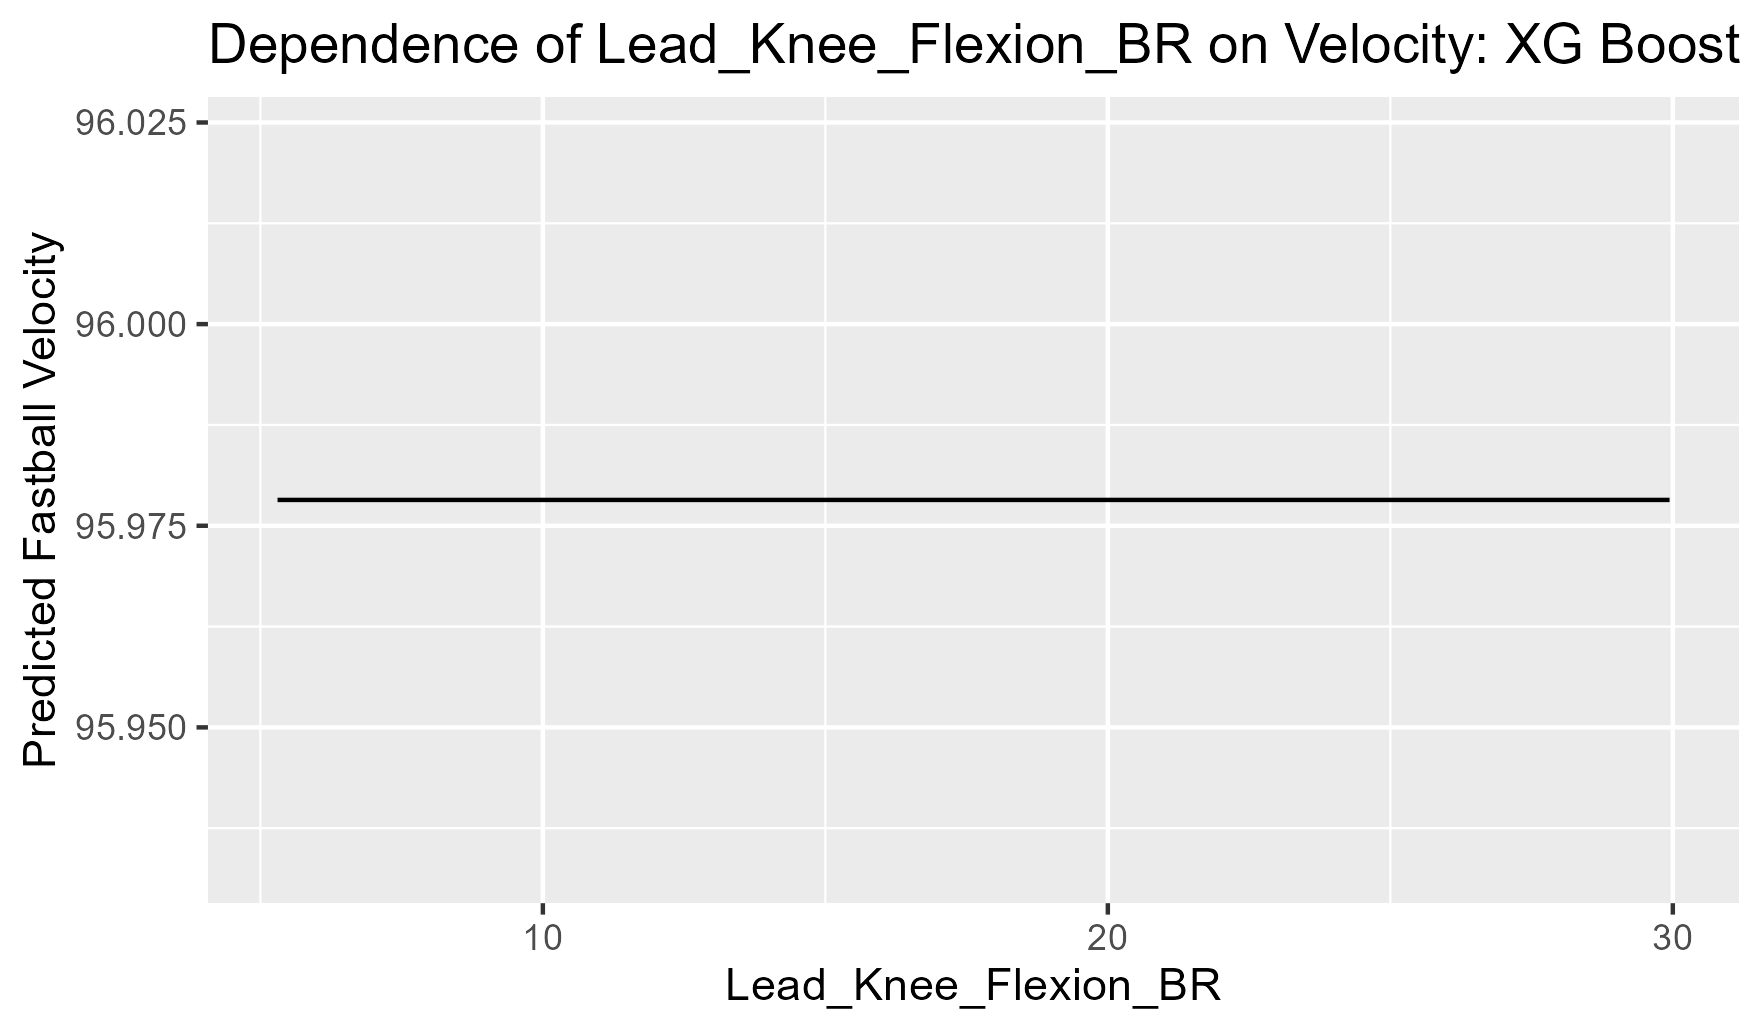 Dependence of Lead_Knee_Flexion_BR on Velocity: XG Boost
Predicted Fastball Velocity
96.025
96.000
95.975
95.950
10 20 30
Lead_Knee_Flexion_BR